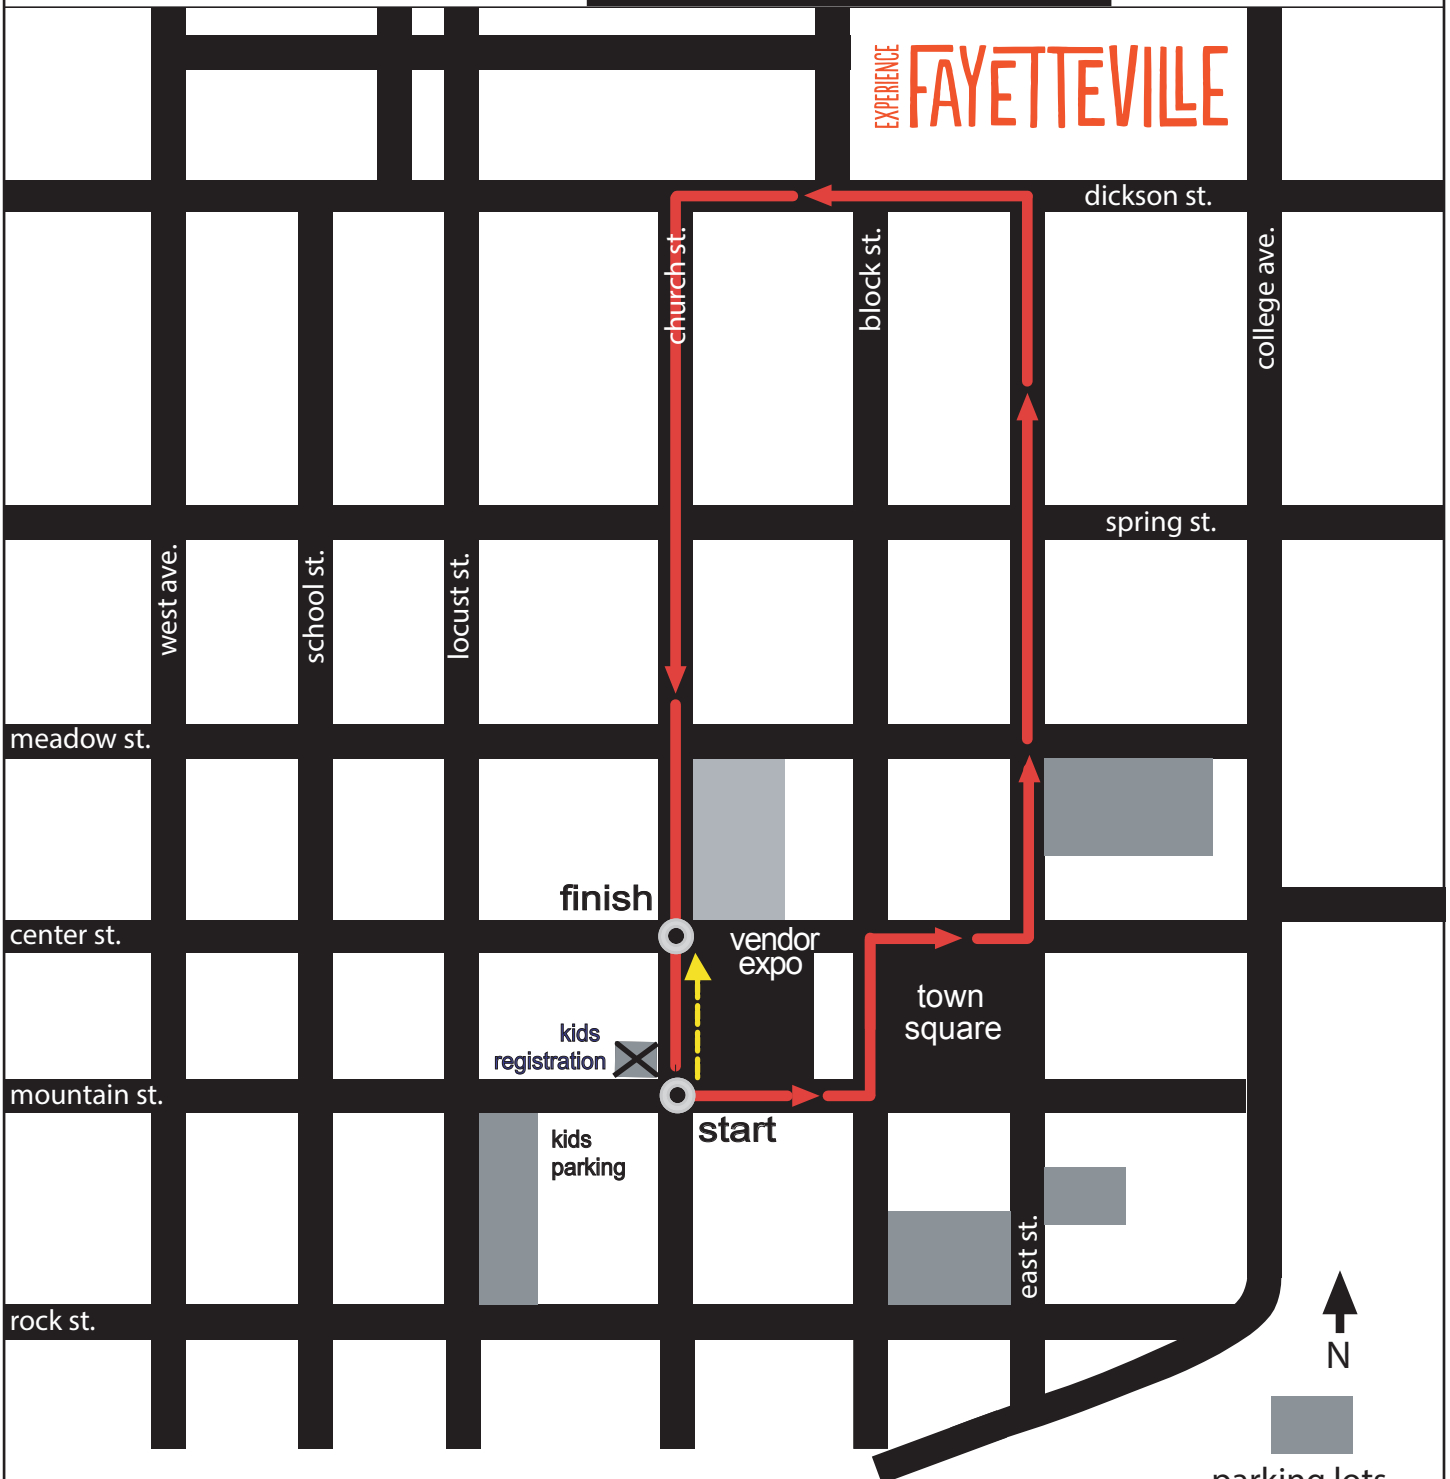 EXPERIENCE
FAYETTEVILLE
dickson st.
church st.
block st.
college ave.
spring st.
west ave.
school st.
locust st.
meadow st.
finish
center st.
vendor
expo
town
square
kids
registration
mountain st.
start
kids
parking
east st.
rock st.
N
parking lots